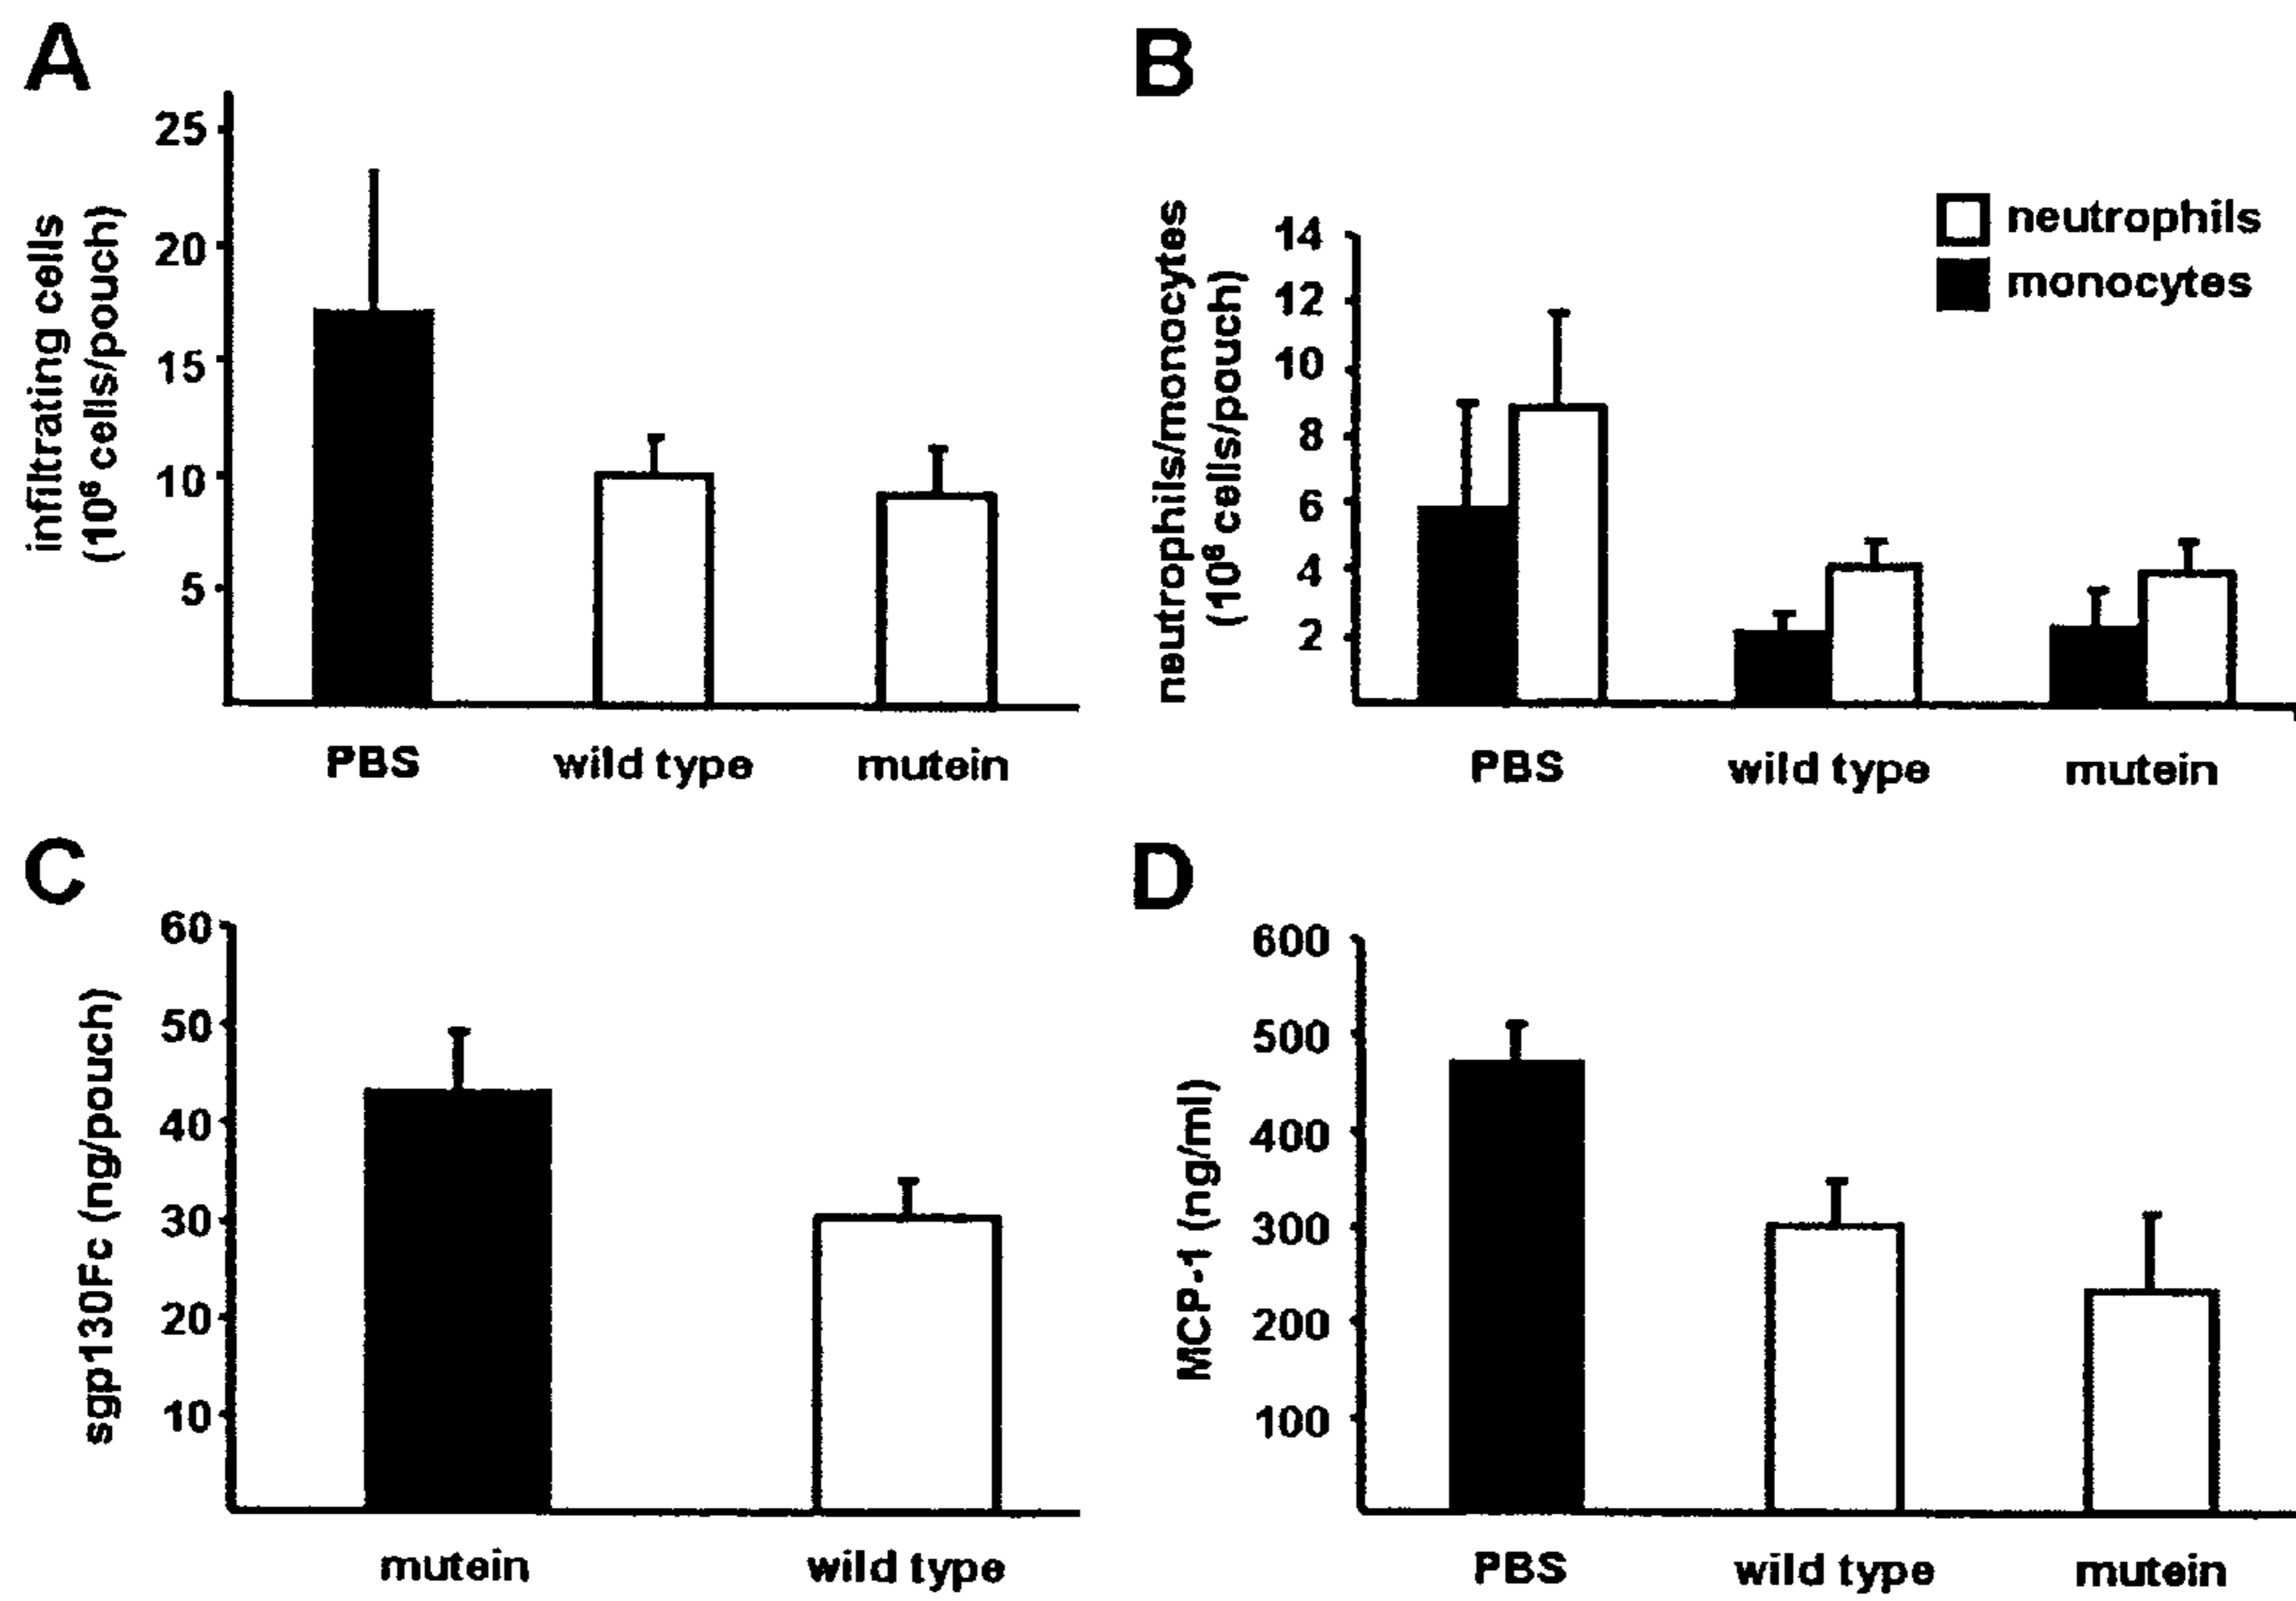 A
infiltrating cells
(10⁶ cells/pouch)
25
20
15
10
5
PBS wild type mutein
B
neutrophils/monocytes
(10⁶ cells/pouch)
14
12
10
8
6
4
2
neutrophils
monocytes
PBS wild type mutein
C
sgp130Fc (ng/pouch)
60
50
40
30
20
10
mutein wild type
D
MCP-1 (ng/ml)
600
500
400
300
200
100
PBS wild type mutein